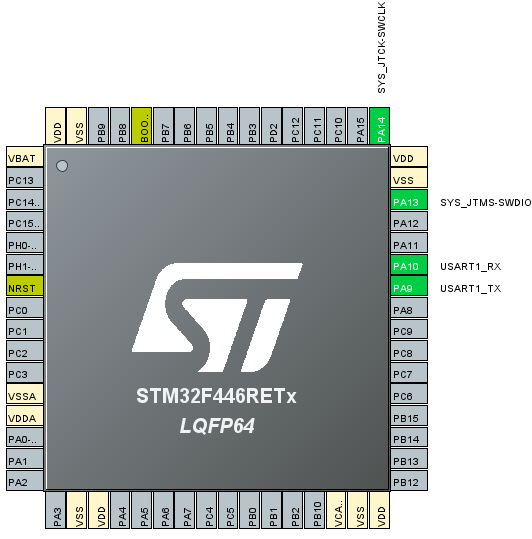 SYS_JTCK-SWCLK
VDD
VSS
PB9
PB8
BOO..
PB7
PB6
PB5
PB4
PB3
PD2
PC12
PC11
PC10
PA15
PA14
VBAT
PC13
PC14..
PC15..
PH0-..
PH1-..
NRST
PC0
PC1
PC2
PC3
VSSA
VDDA
PA0-..
PA1
PA2
VDD
VSS
PA13 SYS_JTMS-SWDIO
PA12
PA11
PA10 USART1_RX
PA9 USART1_TX
PA8
PC9
PC8
PC7
PC6
PB15
PB14
PB13
PB12
ST
STM32F446RETx
LQFP64
PA3
VSS
VDD
PA4
PA5
PA6
PA7
PC4
PC5
PB0
PB1
PB2
PB10
VCA..
VSS
VDD